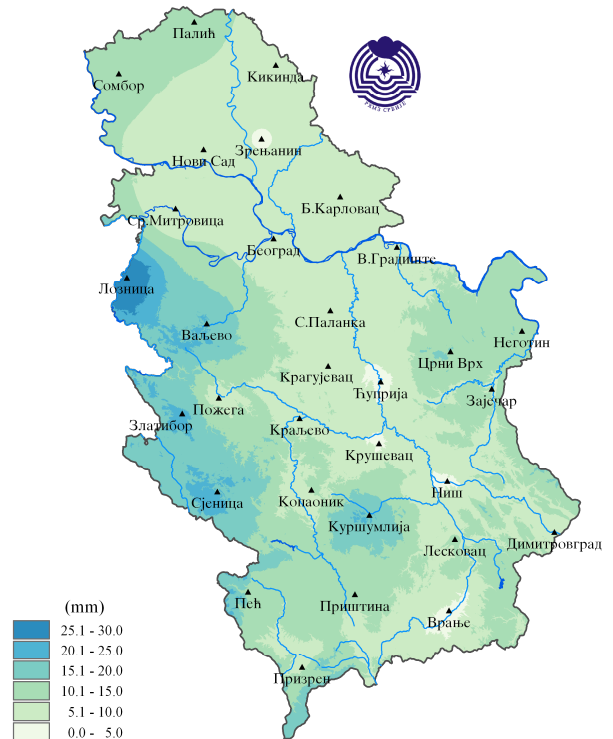 Палић
Кикинда
Сомбор
РХМЗ СРБИЈЕ
Зрењанин
Нови Сад
Б.Карловац
Ср.Митровица
Београд
В.Градиште
Лозница
С.Паланка
Ваљево
Неготин
Црни Врх
Крагујевац
Ћуприја
Зајечар
Пожега
Златибор
Краљево
Крушевац
Ниш
Сјеница
Копаоник
Куршумлија
Димитровград
Лесковац
Пећ
Приштина
Врање
Призрен
(mm)
25.1 - 30.0
20.1 - 25.0
15.1 - 20.0
10.1 - 15.0
5.1 - 10.0
0.0 - 5.0